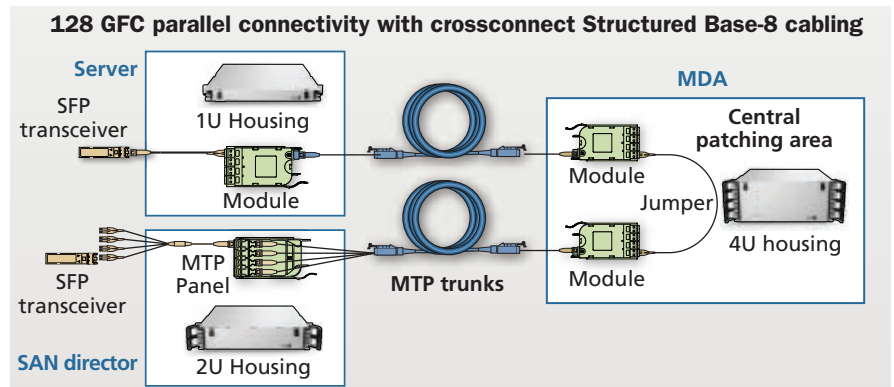 128 GFC parallel connectivity with crossconnect Structured Base-8 cabling
Server
SFP
transceiver
1U Housing
Module
MDA
Central
patching area
Module
Jumper
4U housing
Module
MTP trunks
MTP
Panel
SFP
transceiver
2U Housing
SAN director